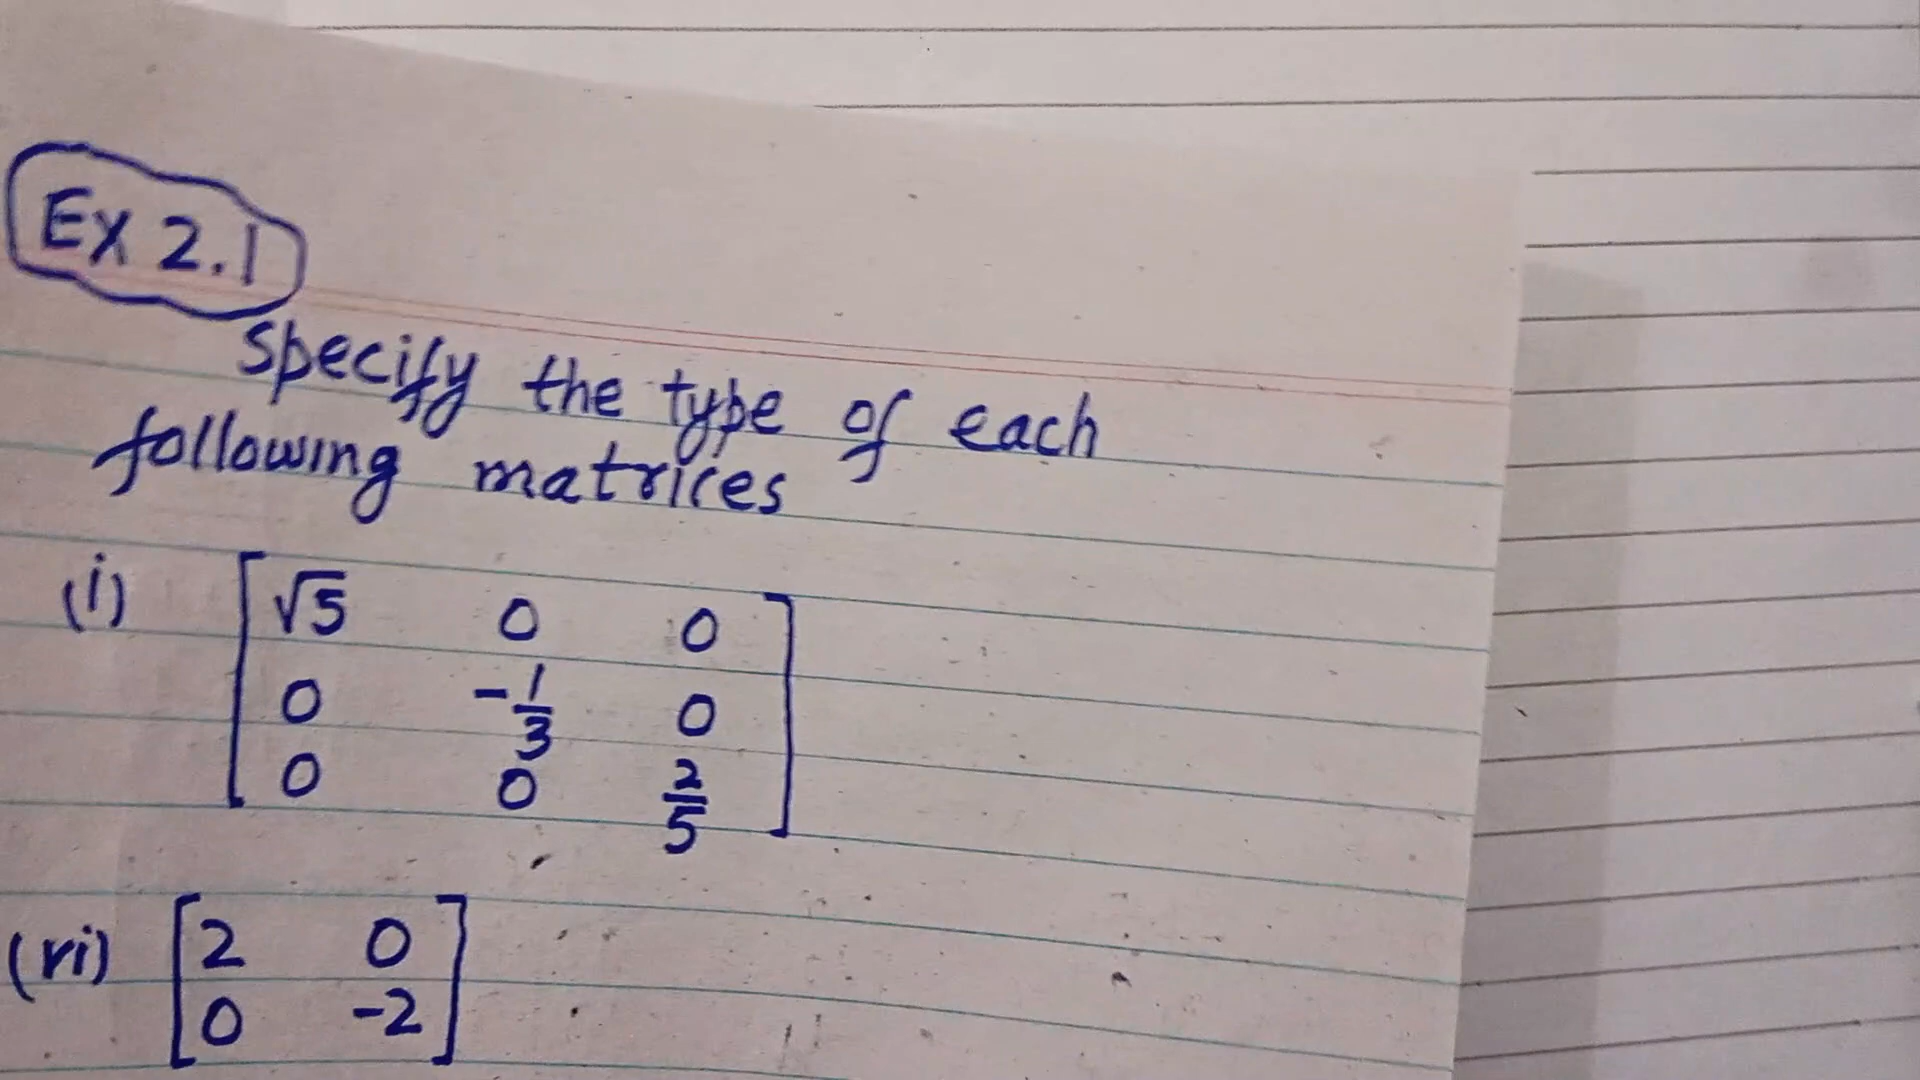 Ex 2.1
Specify the type of each
following matrices
(i) [√5 0 0
0 -1/3 0
0 0 2/5]
(vi) [2 0
0 -2]